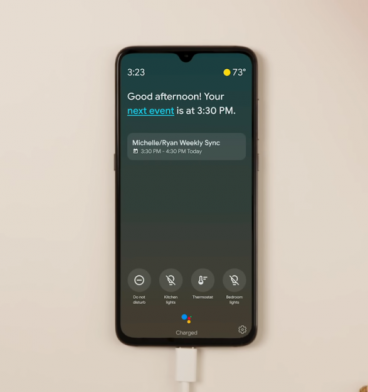 3:23 73°
Good afternoon! Your
next event is at 3:30 PM.
Michelle/Ryan Weekly Sync
3:30 PM - 4:30 PM Today
Do not
disturb
Kitchen
lights
Thermostat
Bedroom
lights
Charged